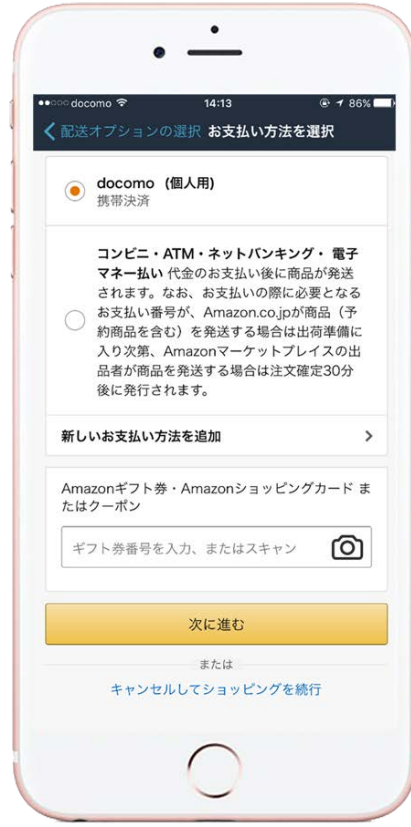 docomo 14:13 86%
配送オプションの選択 お支払い方法を選択
docomo (個人用)
携帯決済
コンビニ・ATM・ネットバンキング・ 電子
マネー払い 代金のお支払い後に商品が発送
されます。なお、お支払いの際に必要となる
お支払い番号が、Amazon.co.jpが商品（予
約商品を含む）を発送する場合は出荷準備に
入り次第、Amazonマーケットプレイスの出
品者が商品を発送する場合は注文確定30分
後に発行されます。
新しいお支払い方法を追加
Amazonギフト券・Amazonショッピングカード ま
たはクーポン
ギフト券番号を入力、またはスキャン
次に進む
または
キャンセルしてショッピングを続行